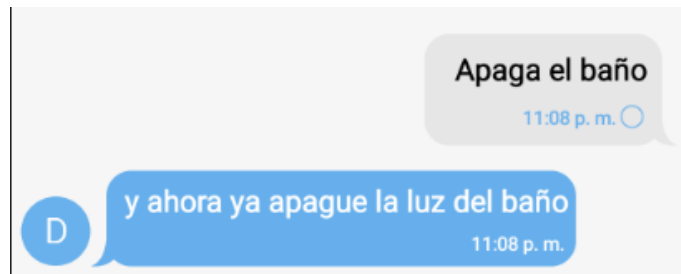 Apaga el baño
11:08 p. m.
y ahora ya apague la luz del baño
D
11:08 p. m.